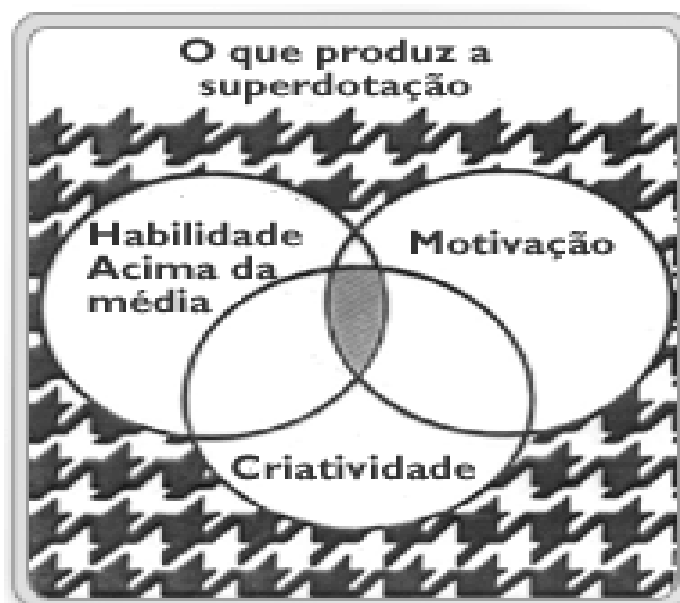 O que produz a
superdotação
Habilidade
Acima da
média
Motivação
Criatividade